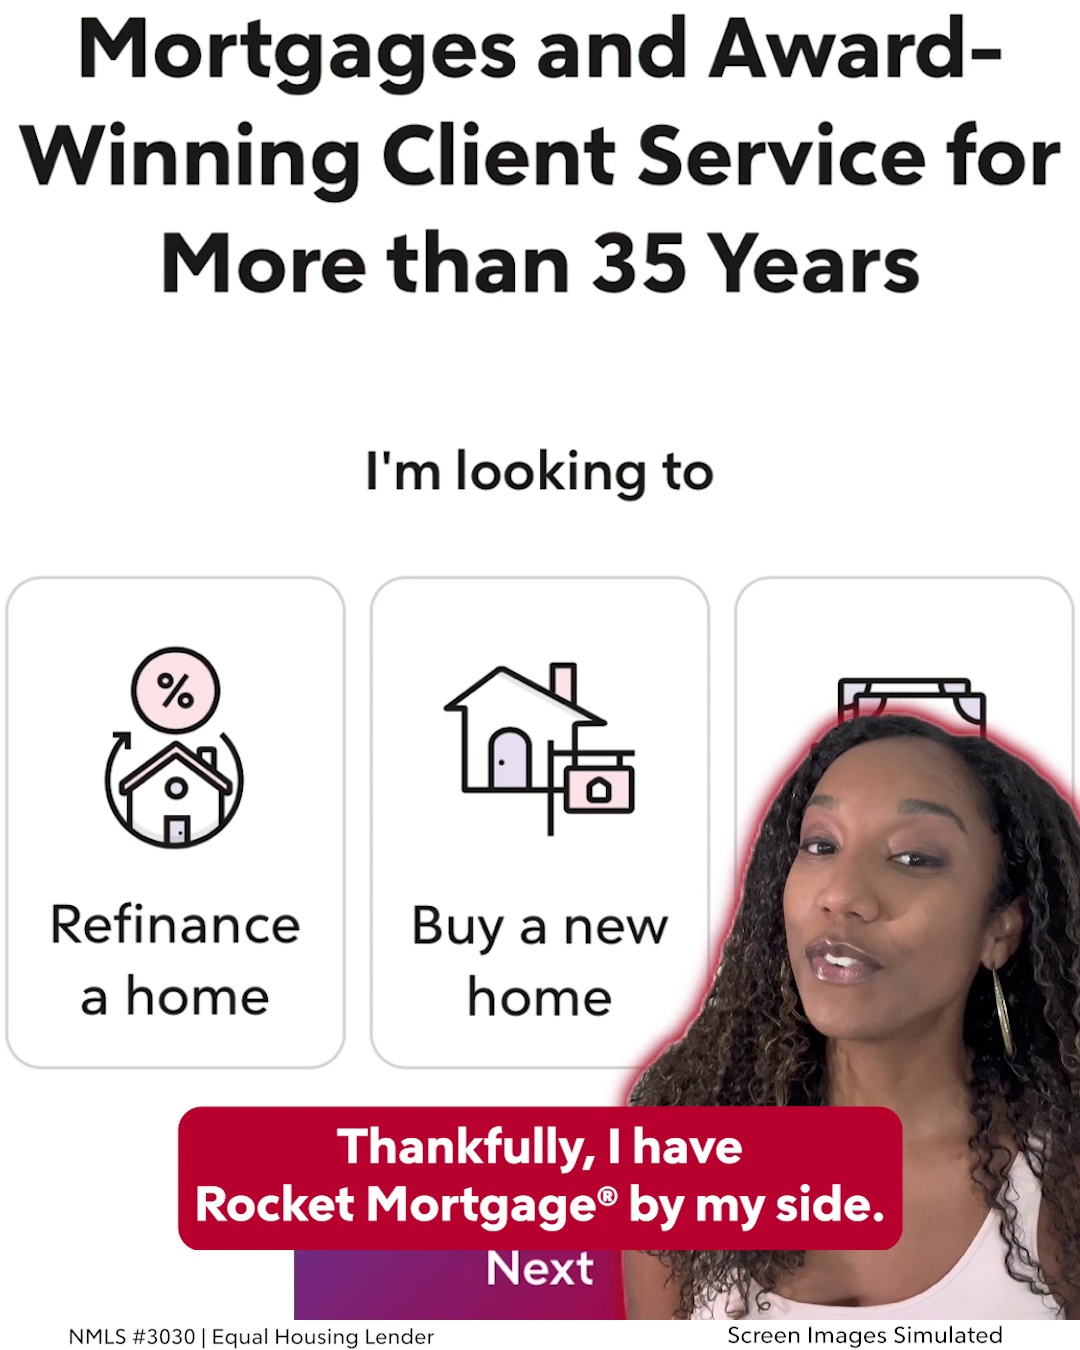 Mortgages and Award-
Winning Client Service for
More than 35 Years
I'm looking to
%
Refinance
a home
Buy a new
home
Thankfully, I have
Rocket Mortgage® by my side.
Next
NMLS #3030 | Equal Housing Lender
Screen Images Simulated